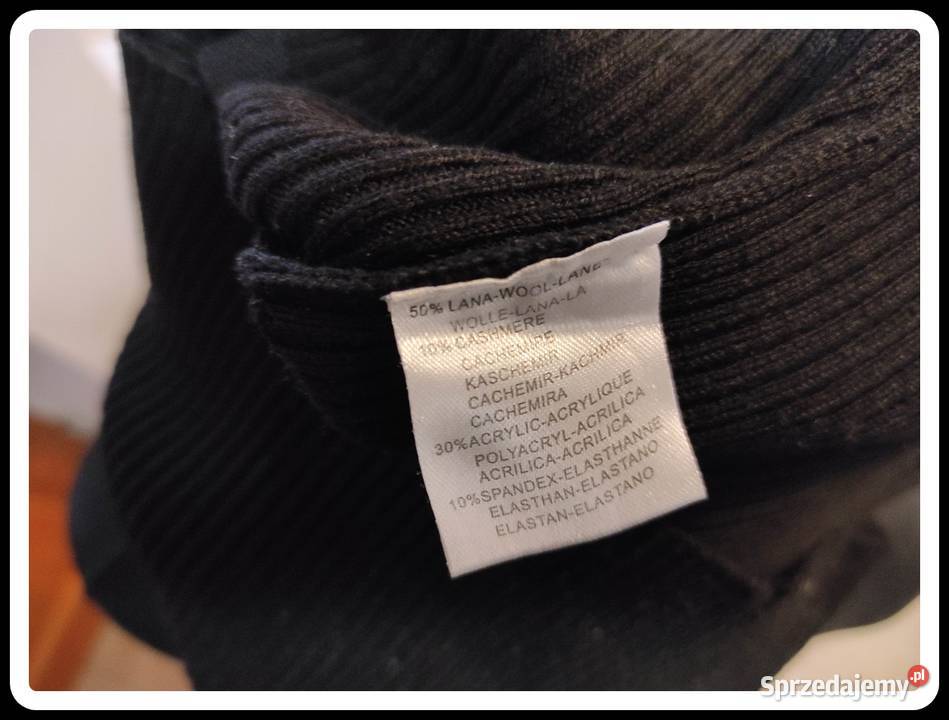 50% LANA-WOOL-LANE
WOLLE-LANA-LA
10% CASHMERE
CACHEMIRE
KASCHEMIR
CACHEMIR-KACHMIR
CACHEMIRA
30% ACRYLIC-ACRYLIQUE
POLYACRYL-ACRILICA
ACRILICA-ACRILICA
10% SPANDEX-ELASTHANNE
ELASTHAN-ELASTANO
ELASTAN-ELASTANO
Sprzedajemy.pl